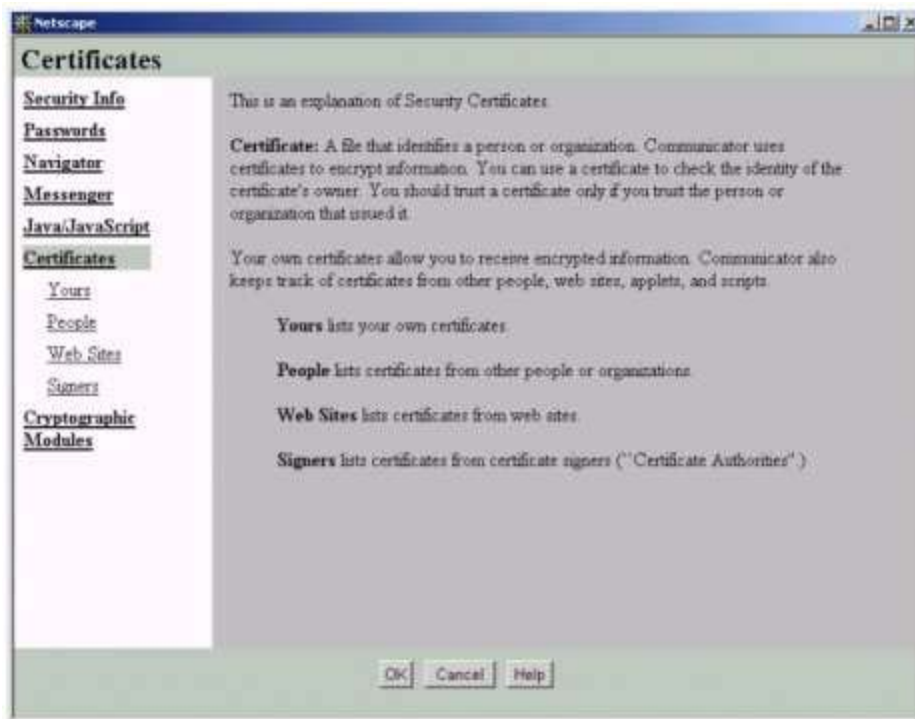 Netscape
Certificates
Security Info
Passwords
Navigator
Messenger
Java/JavaScript
Certificates
Yours
People
Web Sites
Signers
Cryptographic
Modules
This is an explanation of Security Certificates.
Certificate: A file that identifies a person or organization. Communicator uses
certificates to encrypt information. You can use a certificate to check the identity of the
certificate's owner. You should trust a certificate only if you trust the person or
organization that issued it.
Your own certificates allow you to receive encrypted information. Communicator also
keeps track of certificates from other people, web sites, applets, and scripts.
Yours lists your own certificates.
People lists certificates from other people or organizations.
Web Sites lists certificates from web sites.
Signers lists certificates from certificate signers (``Certificate Authorities''.)
OK Cancel Help